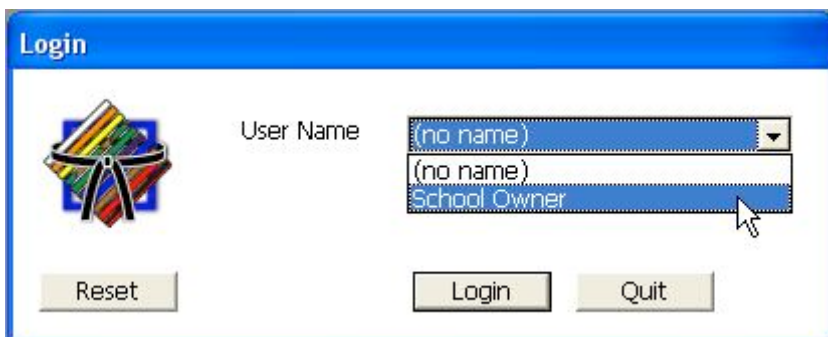 Login
User Name
(no name)
(no name)
School Owner
Reset
Login
Quit